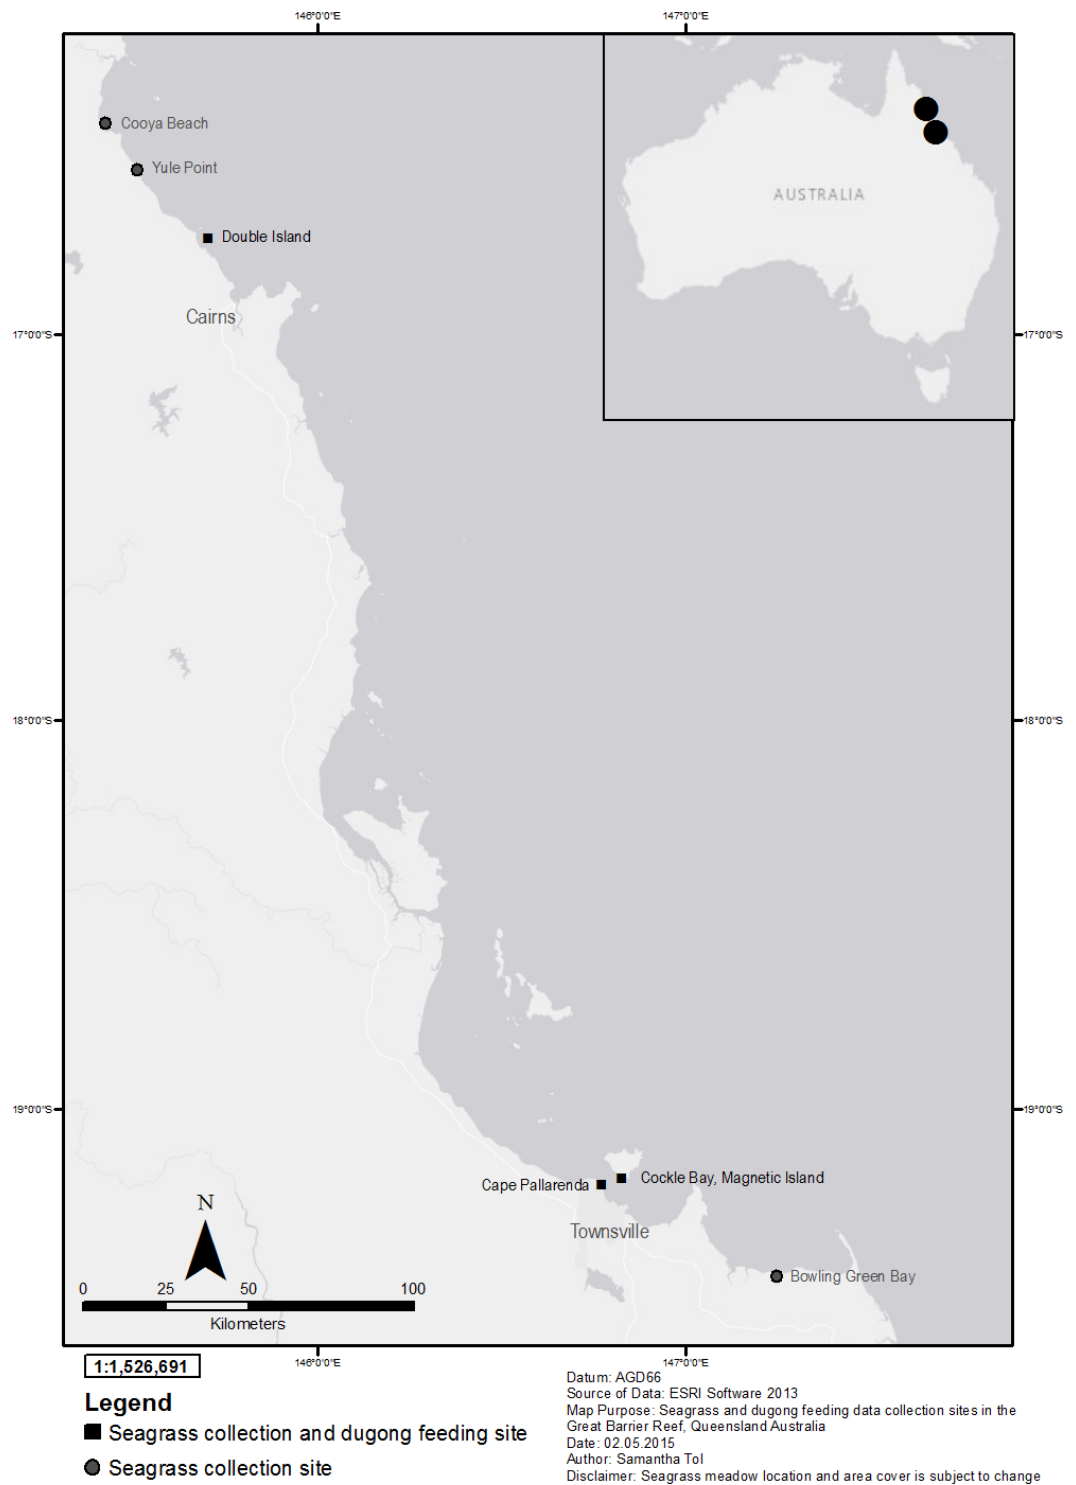 146°0'0"E
147°0'0"E
Cooya Beach
Yule Point
AUSTRALIA
Double Island
Cairns
17°0'0"S
17°0'0"S
18°0'0"S
18°0'0"S
19°0'0"S
19°0'0"S
Cockle Bay, Magnetic Island
Cape Pallarenda
N
Townsville
Bowling Green Bay
0 25 50 100
Kilometers
146°0'0"E
147°0'0"E
1:1,526,691
Legend
Seagrass collection and dugong feeding site
Seagrass collection site
Datum: AGD66
Source of Data: ESRI Software 2013
Map Purpose: Seagrass and dugong feeding data collection sites in the
Great Barrier Reef, Queensland Australia
Date: 02.05.2015
Author: Samantha Tol
Disclaimer: Seagrass meadow location and area cover is subject to change